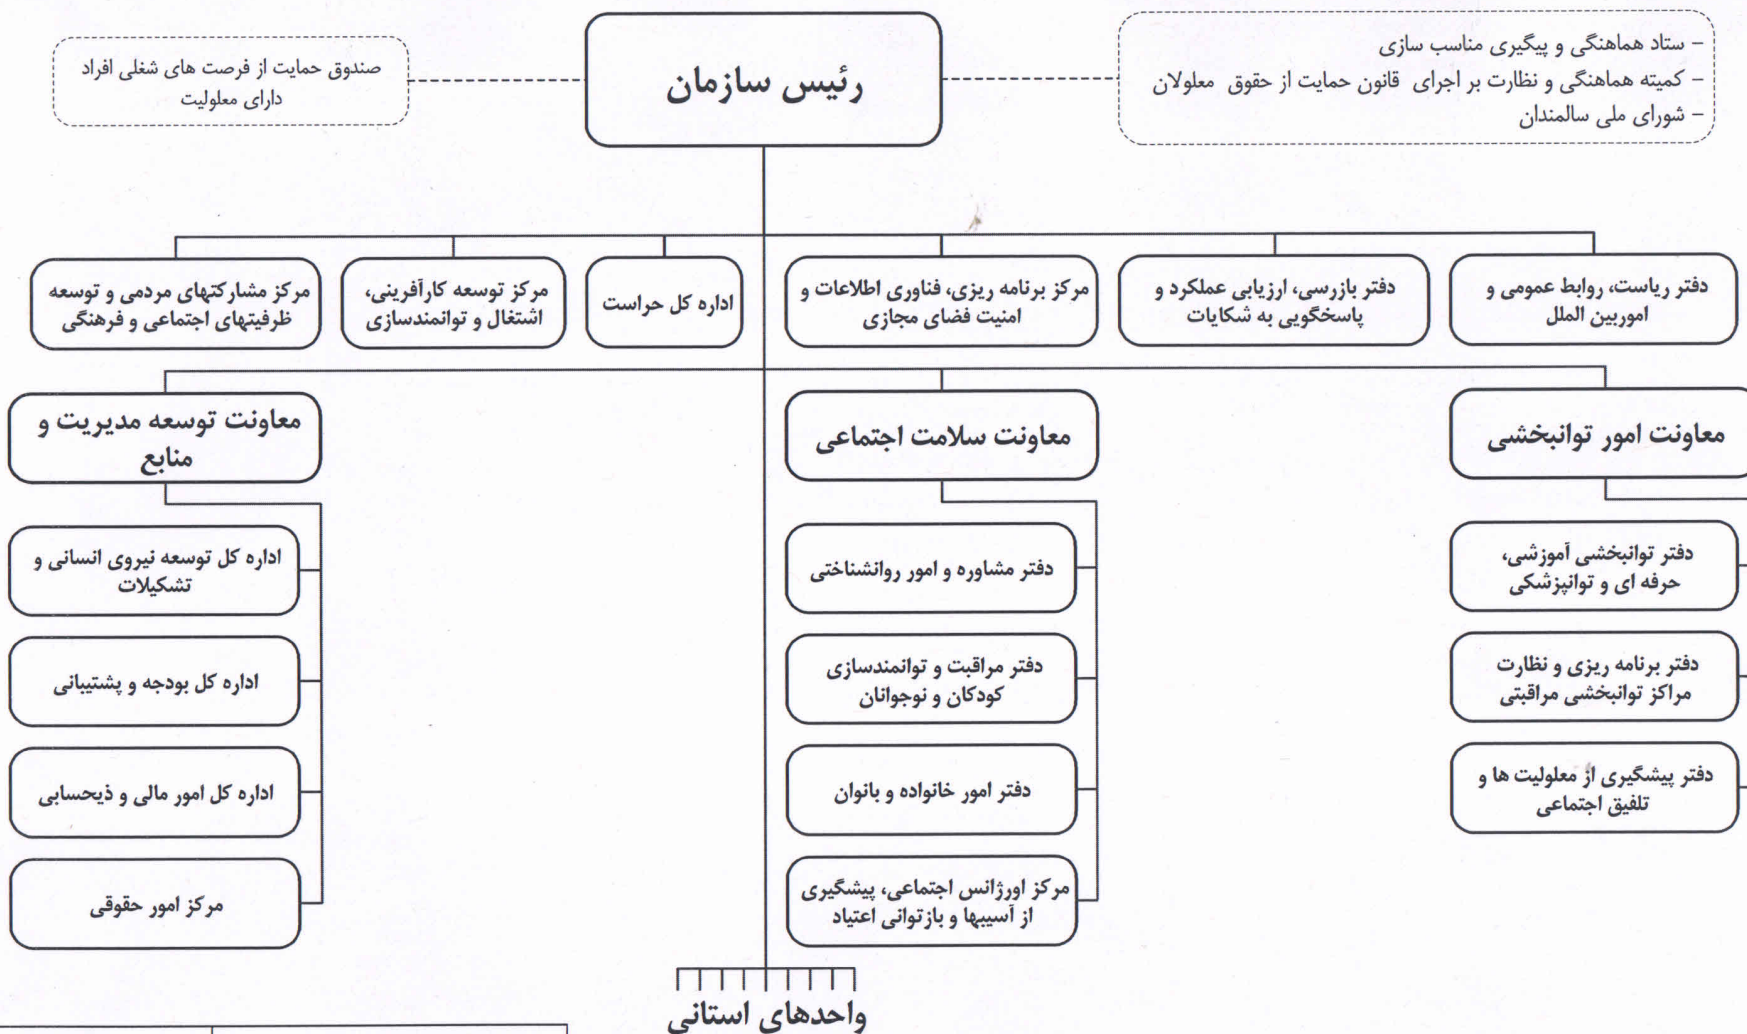 رئیس سازمان
– ستاد هماهنگی و پیگیری مناسب سازی
– کمیته هماهنگی و نظارت بر اجرای قانون حمایت از حقوق معلولان
– شورای ملی سالمندان
صندوق حمایت از فرصت های شغلی افراد
دارای معلولیت
دفتر ریاست، روابط عمومی و
اموربین الملل
دفتر بازرسی، ارزیابی عملکرد و
پاسخگویی به شکایات
مرکز برنامه ریزی، فناوری اطلاعات و
امنیت فضای مجازی
اداره کل حراست
مرکز توسعه کارآفرینی،
اشتغال و توانمندسازی
مرکز مشارکتهای مردمی و توسعه
ظرفیتهای اجتماعی و فرهنگی
معاونت امور توانبخشی
دفتر توانبخشی آموزشی،
حرفه ای و توانپزشکی
دفتر برنامه ریزی و نظارت
مراکز توانبخشی مراقبتی
دفتر پیشگیری از معلولیت ها و
تلفیق اجتماعی
معاونت سلامت اجتماعی
دفتر مشاوره و امور روانشناختی
دفتر مراقبت و توانمندسازی
کودکان و نوجوانان
دفتر امور خانواده و بانوان
مرکز اورژانس اجتماعی، پیشگیری
از آسیبها و بازتوانی اعتیاد
معاونت توسعه مدیریت و
منابع
اداره کل توسعه نیروی انسانی و
تشکیلات
اداره کل بودجه و پشتیبانی
اداره کل امور مالی و ذیحسابی
مرکز امور حقوقی
واحدهای استانی